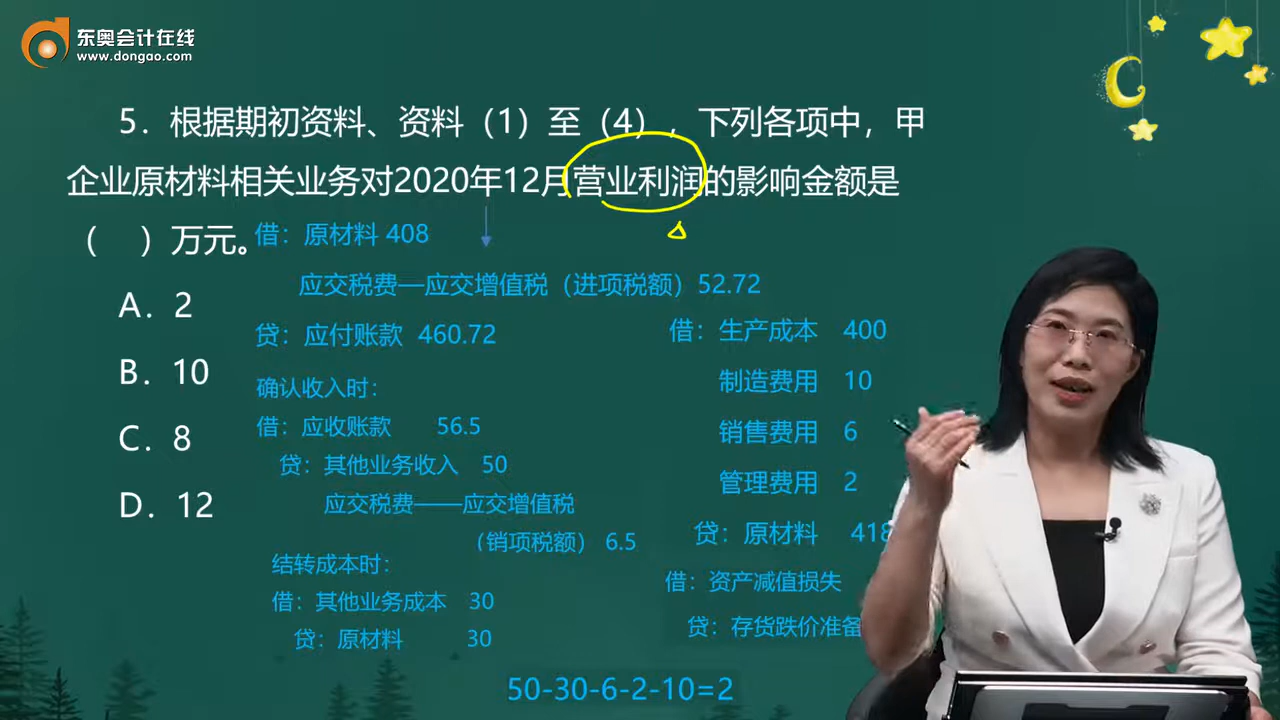 东奥会计在线
www.dongao.com
5．根据期初资料、资料（1）至（4），下列各项中，甲
企业原材料相关业务对2020年12月营业利润的影响金额是
（　）万元。
A．2
B．10
C．8
D．12
借：原材料 408
应交税费—应交增值税（进项税额）52.72
贷：应付账款 460.72
确认收入时：
借：应收账款 56.5
贷：其他业务收入 50
应交税费——应交增值税
（销项税额） 6.5
结转成本时：
借：其他业务成本 30
贷：原材料 30
借：生产成本 400
制造费用 10
销售费用 6
管理费用 2
贷：原材料 418
借：资产减值损失
贷：存货跌价准备
50-30-6-2-10=2